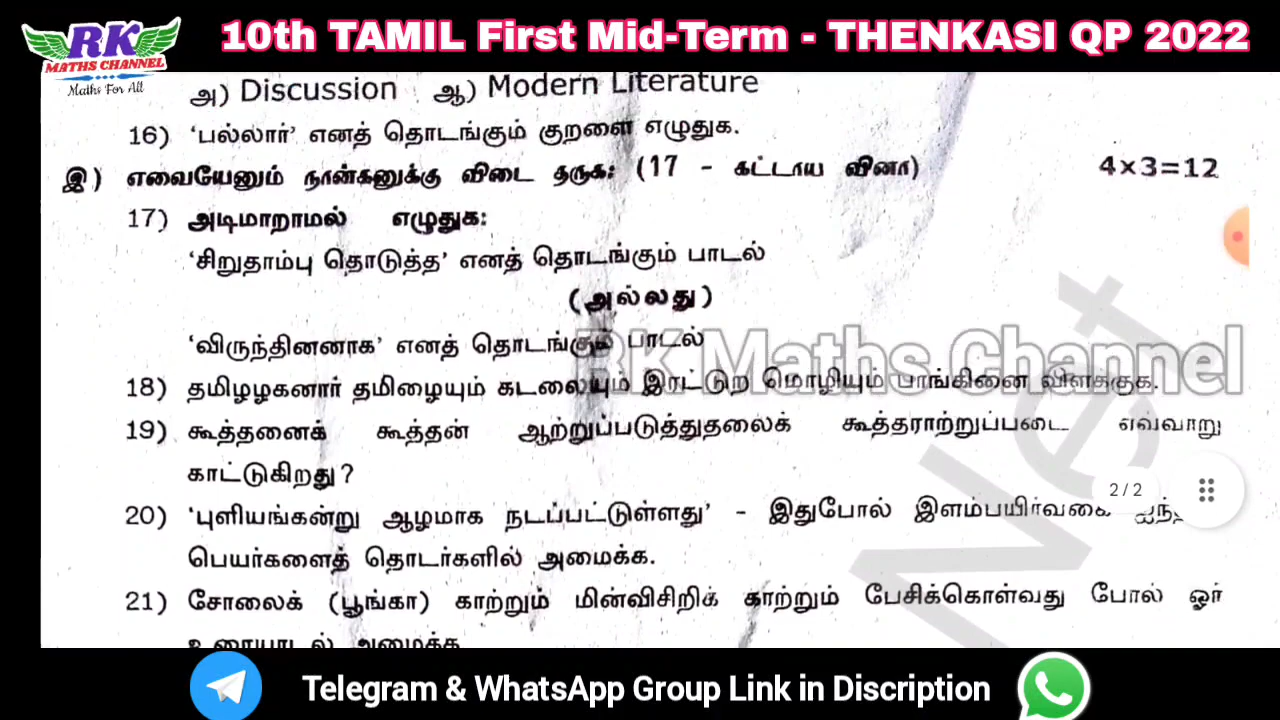 RK
MATHS CHANNEL
Maths For All
10th TAMIL First Mid-Term - THENKASI QP 2022
அ) Discussion ஆ) Modern Literature
16) ‘பல்லார்’ எனத் தொடங்கும் குறளை எழுதுக.
இ) எவையேனும் நான்கனுக்கு விடை தருக: (17 - கட்டாய வினா) 4×3=12
17) அடிமாறாமல் எழுதுக:
‘சிறுதாம்பு தொடுத்த’ எனத் தொடங்கும் பாடல்
(அல்லது)
‘விருந்தினனாக’ எனத் தொடங்கும் பாடல்
RK Maths Channel
18) தமிழழகனார் தமிழையும் கடலையும் இரட்டுற மொழியும் பாங்கினை விளக்குக.
19) கூத்தனைக் கூத்தன் ஆற்றுப்படுத்துதலைக் கூத்தராற்றுப்படை எவ்வாறு
காட்டுகிறது?
2/2
20) ‘புளியங்கன்று ஆழமாக நடப்பட்டுள்ளது’ - இதுபோல் இளம்பயிர்வகை
பெயர்களைத் தொடர்களில் அமைக்க.
21) சோலைக் (பூங்கா) காற்றும் மின்விசிறிக் காற்றும் பேசிக்கொள்வது போல் ஓர்
உரையாடல் அமைக்க
Telegram & WhatsApp Group Link in Discription